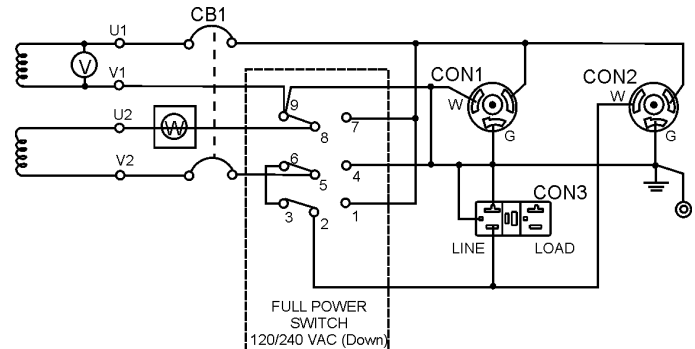 CB1
U1
V
V1
U2
W
V2
9
8
7
6
5
4
3
2
1
CON1
W
G
CON2
W
G
CON3
LINE
LOAD
FULL POWER
SWITCH
120/240 VAC (Down)